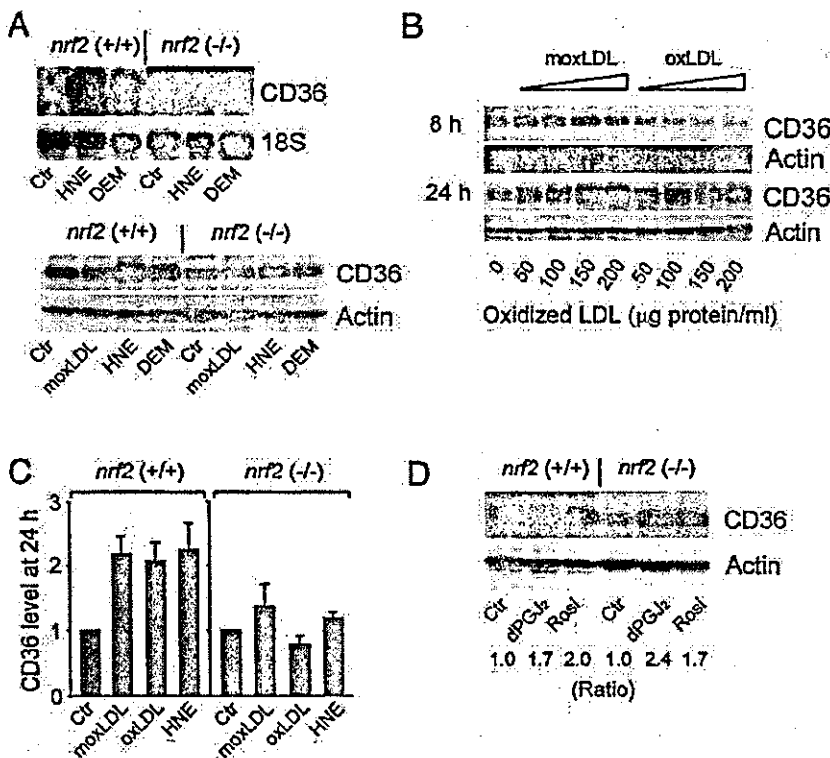 A
nrf2 (+/+) nrf2 (-/-)
CD36
18S
Ctr HNE DEM Ctr HNE DEM
nrf2 (+/+) nrf2 (-/-)
CD36
Actin
Ctr moxLDL HNE DEM Ctr moxLDL HNE DEM
B
moxLDL oxLDL
8 h CD36
Actin
24 h CD36
Actin
0 50 100 150 200 50 100 150 200
Oxidized LDL (μg protein/ml)
C
nrf2 (+/+) nrf2 (-/-)
CD36 level at 24 h
3
2
1
0
Ctr moxLDL oxLDL HNE Ctr moxLDL oxLDL HNE
D
nrf2 (+/+) nrf2 (-/-)
CD36
Actin
Ctr dPGJ₂ Rosi Ctr dPGJ₂ Rosi
1.0 1.7 2.0 1.0 2.4 1.7
(Ratio)